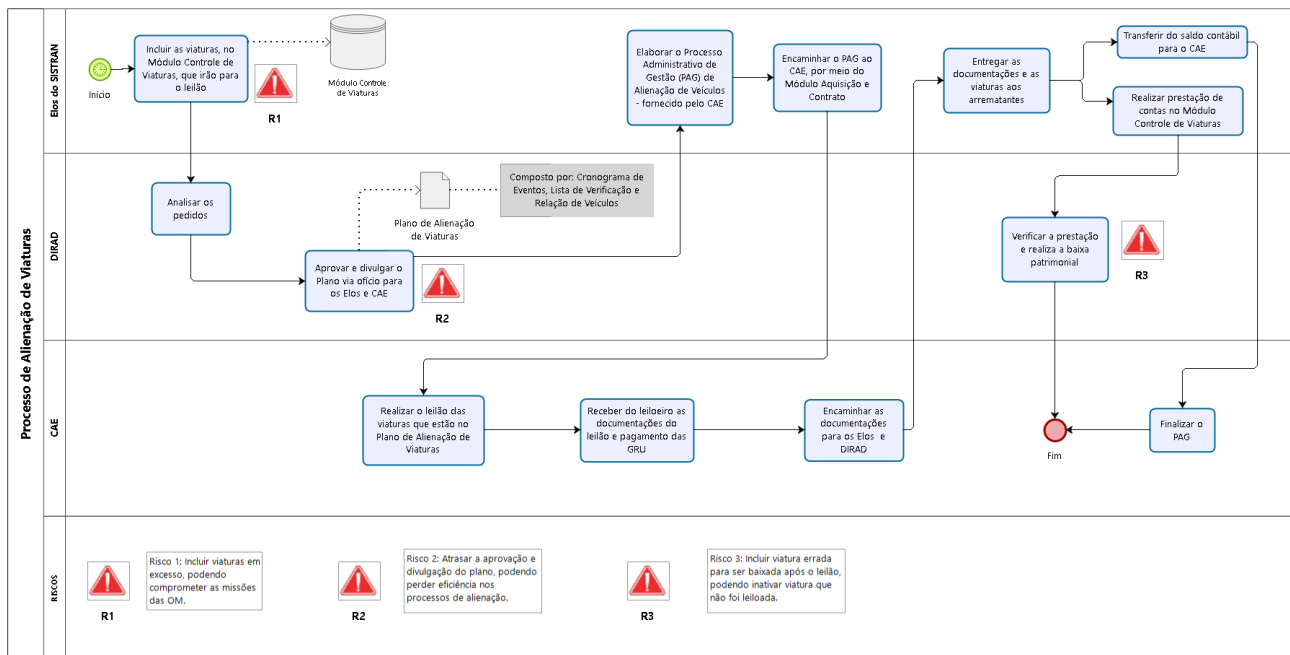 Processo de Alienação de Viaturas
Elos do SISTRAN
Início
Incluir as viaturas, no
Módulo Controle de
Viaturas, que irão para
o leilão
R1
Módulo Controle
de Viaturas
Elaborar o Processo
Administrativo de
Gestão (PAG) de
Alienação de Veículos
- fornecido pelo CAE
Encaminhar o PAG ao
CAE, por meio do
Módulo Aquisição e
Contrato
Entregar as
documentações e as
viaturas aos
arrematantes
Transferir do saldo contábil
para o CAE
Realizar prestação de
contas no Módulo
Controle de Viaturas
DIRAD
Analisar os
pedidos
Aprovar e divulgar o
Plano via ofício para
os Elos e CAE
R2
Plano de Alienação
de Viaturas
Composto por: Cronograma de
Eventos, Lista de Verificação e
Relação de Veículos
Verificar a prestação
e realiza a baixa
patrimonial
R3
CAE
Realizar o leilão das
viaturas que estão no
Plano de Alienação de
Viaturas
Receber do leiloeiro as
documentações do
leilão e pagamento das
GRU
Encaminhar as
documentações
para os Elos e
DIRAD
Fim
Finalizar o
PAG
RISCOS
R1
Risco 1: Incluir viaturas em
excesso, podendo
comprometer as missões
das OM.
R2
Risco 2: Atrasar a aprovação e
divulgação do plano, podendo
perder eficiência nos
processos de alienação.
R3
Risco 3: Incluir viatura errada
para ser baixada após o leilão,
podendo inativar viatura que
não foi leiloada.